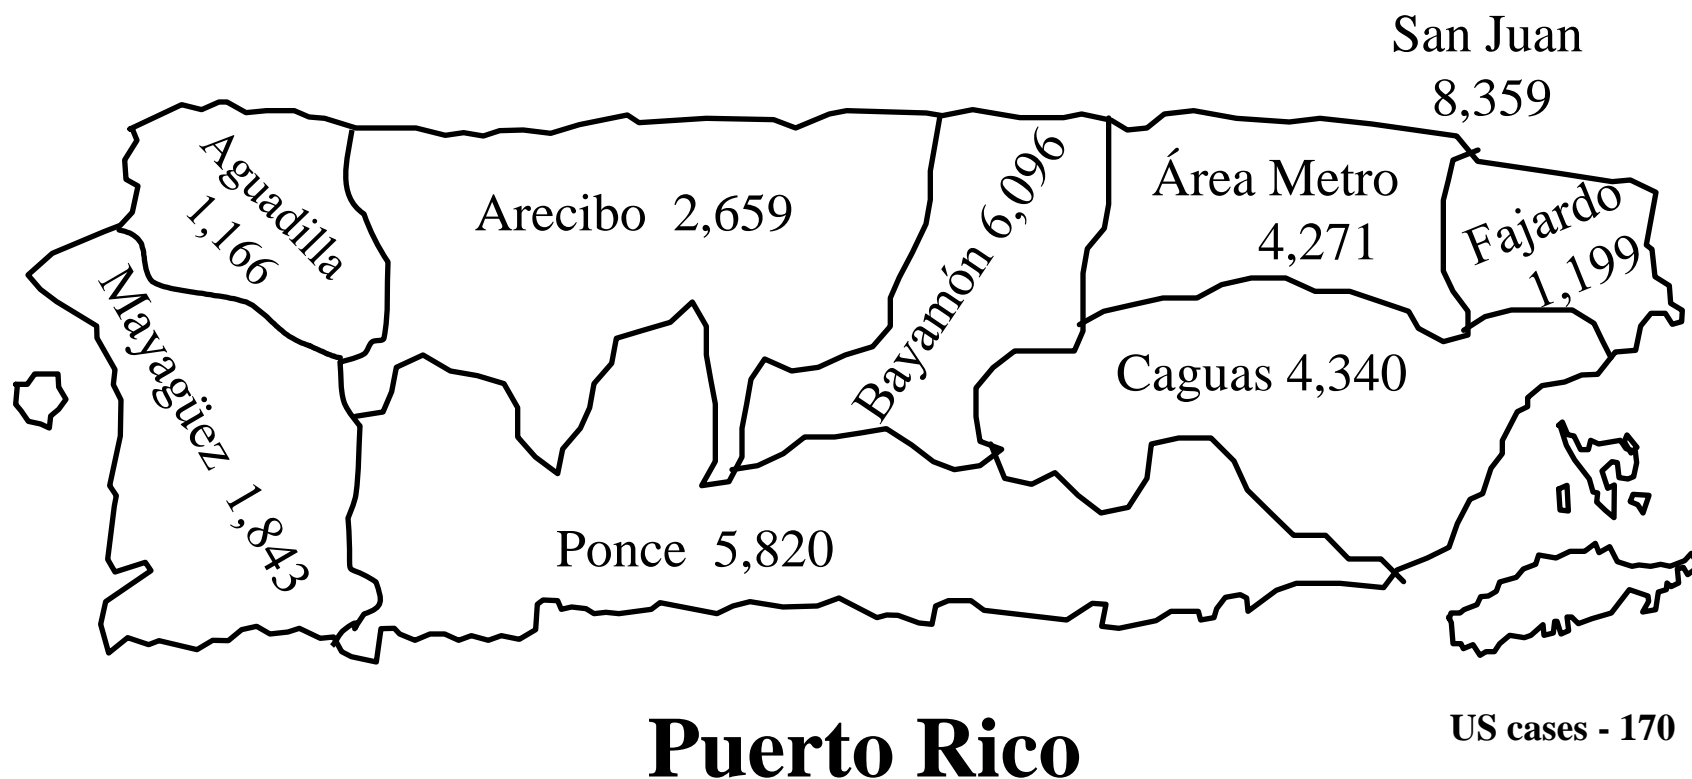 San Juan
8,359
Aguadilla
1,166
Arecibo 2,659
Bayamón 6,096
Área Metro
4,271
Fajardo
1,199
Mayagüez 1,843
Caguas 4,340
Ponce 5,820
Puerto Rico
US cases - 170